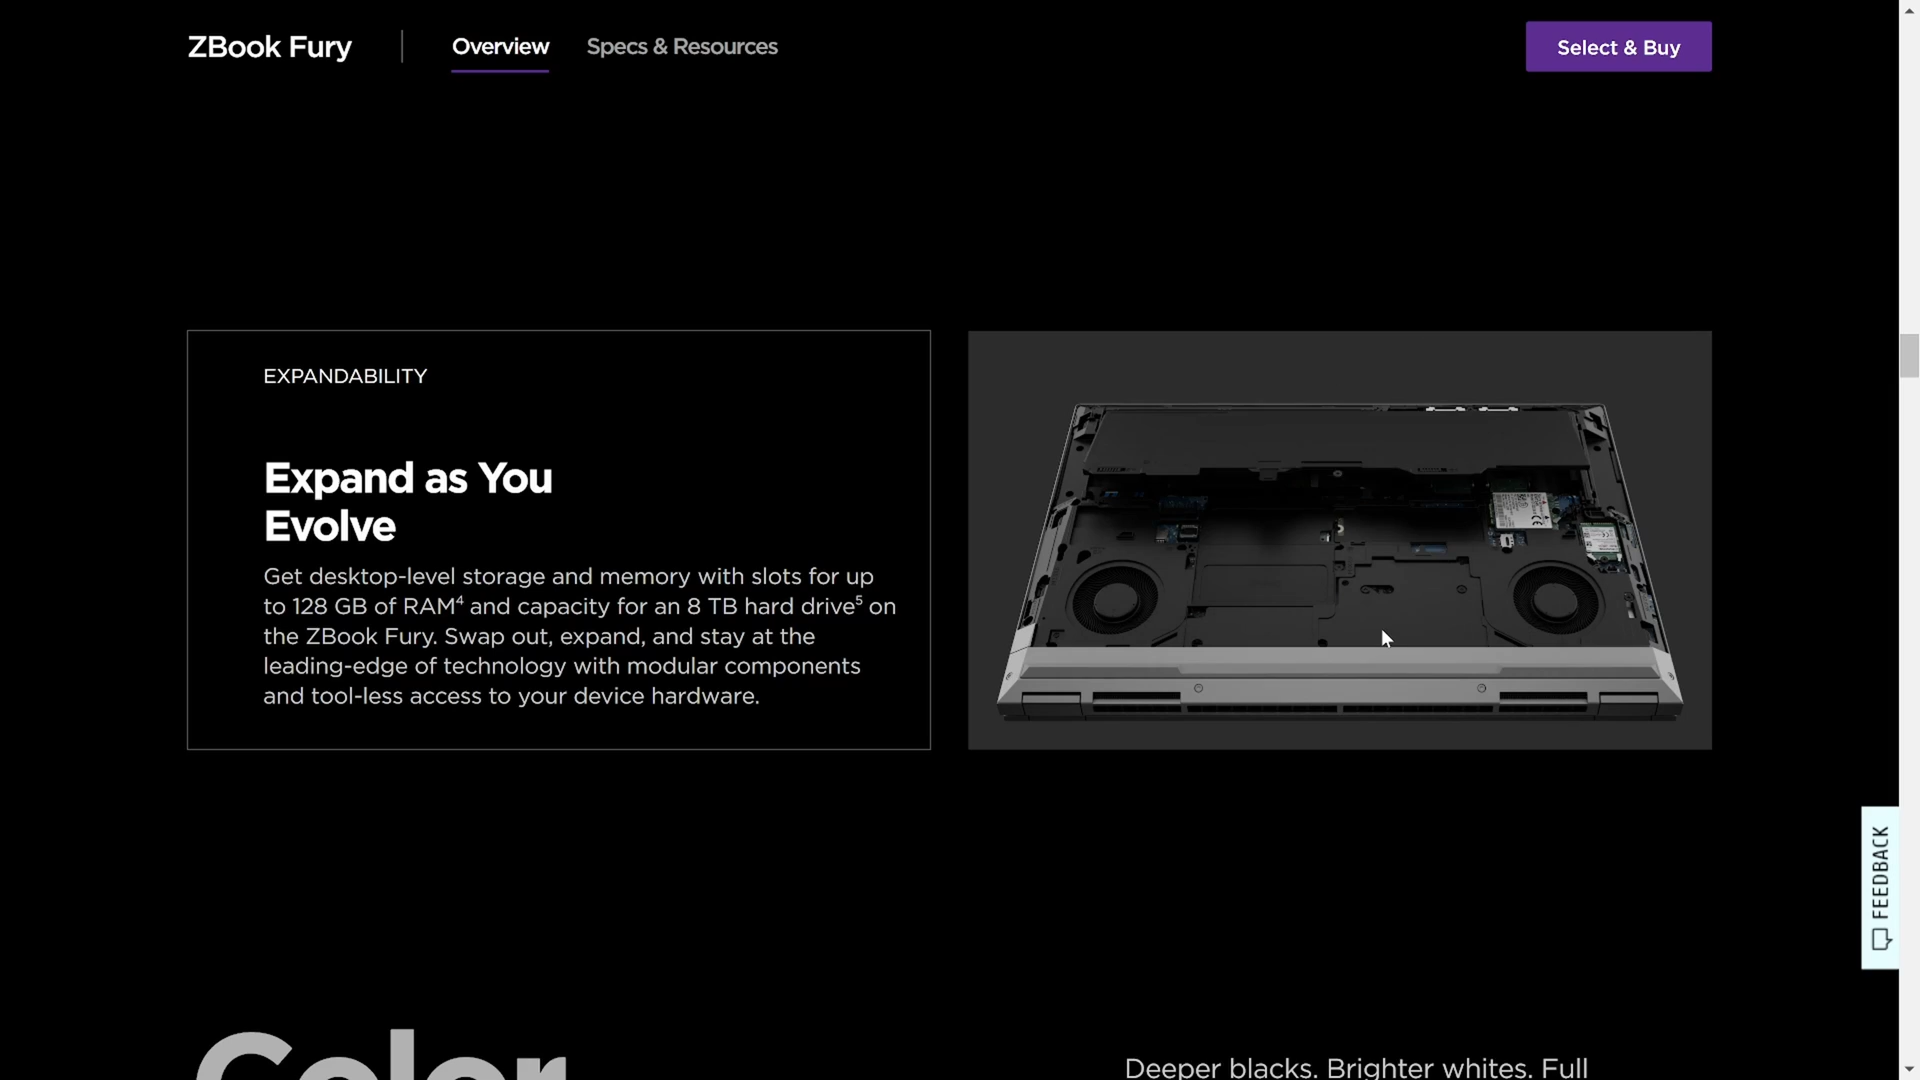 ZBook Fury
Overview
Specs & Resources
Select & Buy
EXPANDABILITY
Expand as You
Evolve
Get desktop-level storage and memory with slots for up
to 128 GB of RAM⁴ and capacity for an 8 TB hard drive⁵ on
the ZBook Fury. Swap out, expand, and stay at the
leading-edge of technology with modular components
and tool-less access to your device hardware.
FEEDBACK
Color
Deeper blacks. Brighter whites. Full